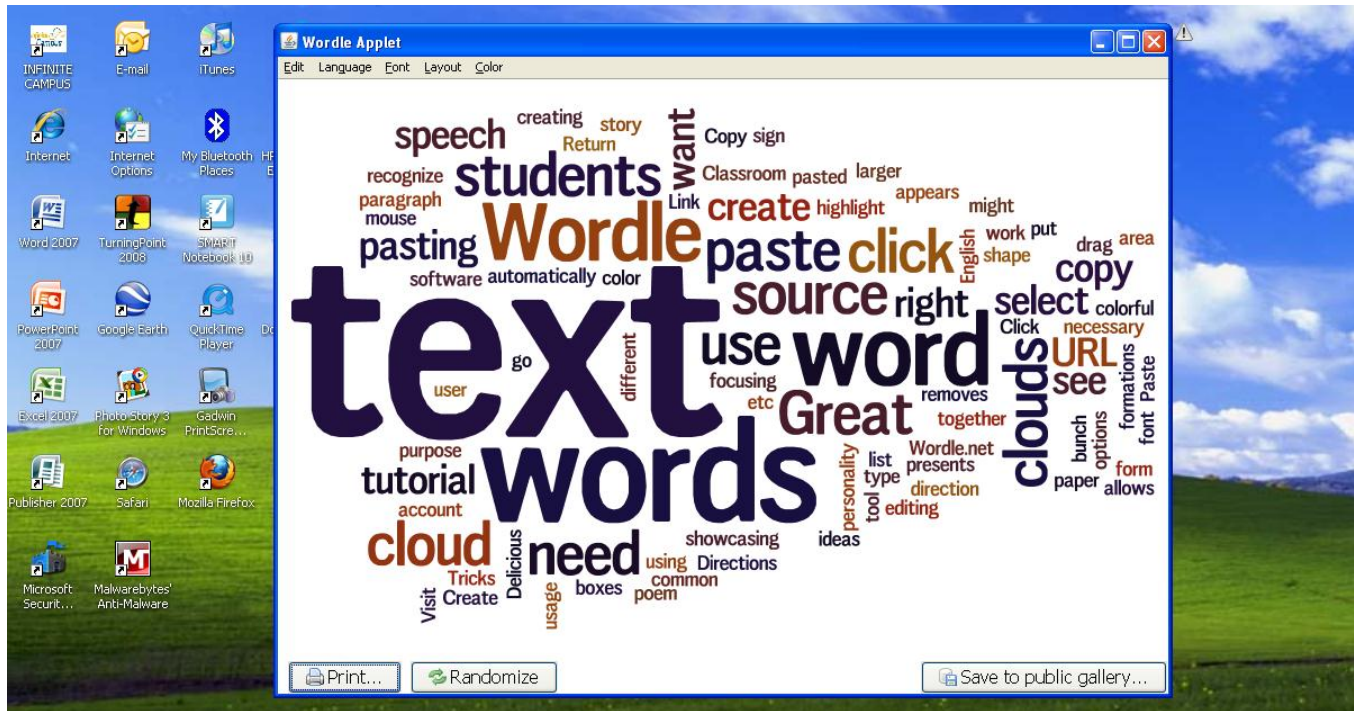 INFINITE CAMPUS
E-mail
iTunes
Internet
Internet Options
My Bluetooth Places
Word 2007
TurningPoint 2008
SMART Notebook 10
PowerPoint 2007
Google Earth
QuickTime Player
Excel 2007
Photo Story 3 for Windows
Gadwin PrintScre...
Publisher 2007
Safari
Mozilla Firefox
Microsoft Securit...
Malwarebytes' Anti-Malware
Wordle Applet
Edit Language Font Layout Color
creating
story
speech
Return
want
Copy
sign
recognize
students
Classroom
pasted
larger
paragraph
Link
create
highlight
appears
might
mouse
Wordle
pasting
paste
click
English
work
put
shape
drag
area
copy
software
automatically
color
source
right
select
colorful
text
go
user
different
use
word
Click
necessary
clouds
URL
see
focusing
etc
Great
removes
together
formations
Paste
font
bunch
options
purpose
tutorial
words
personality
Wordle.net
list
presents
type
direction
tool
editing
paper
form
allows
account
cloud
need
showcasing
ideas
Tricks
Delicious
using
Directions
Visit
Create
usage
boxes
common
poem
Print...
Randomize
Save to public gallery...